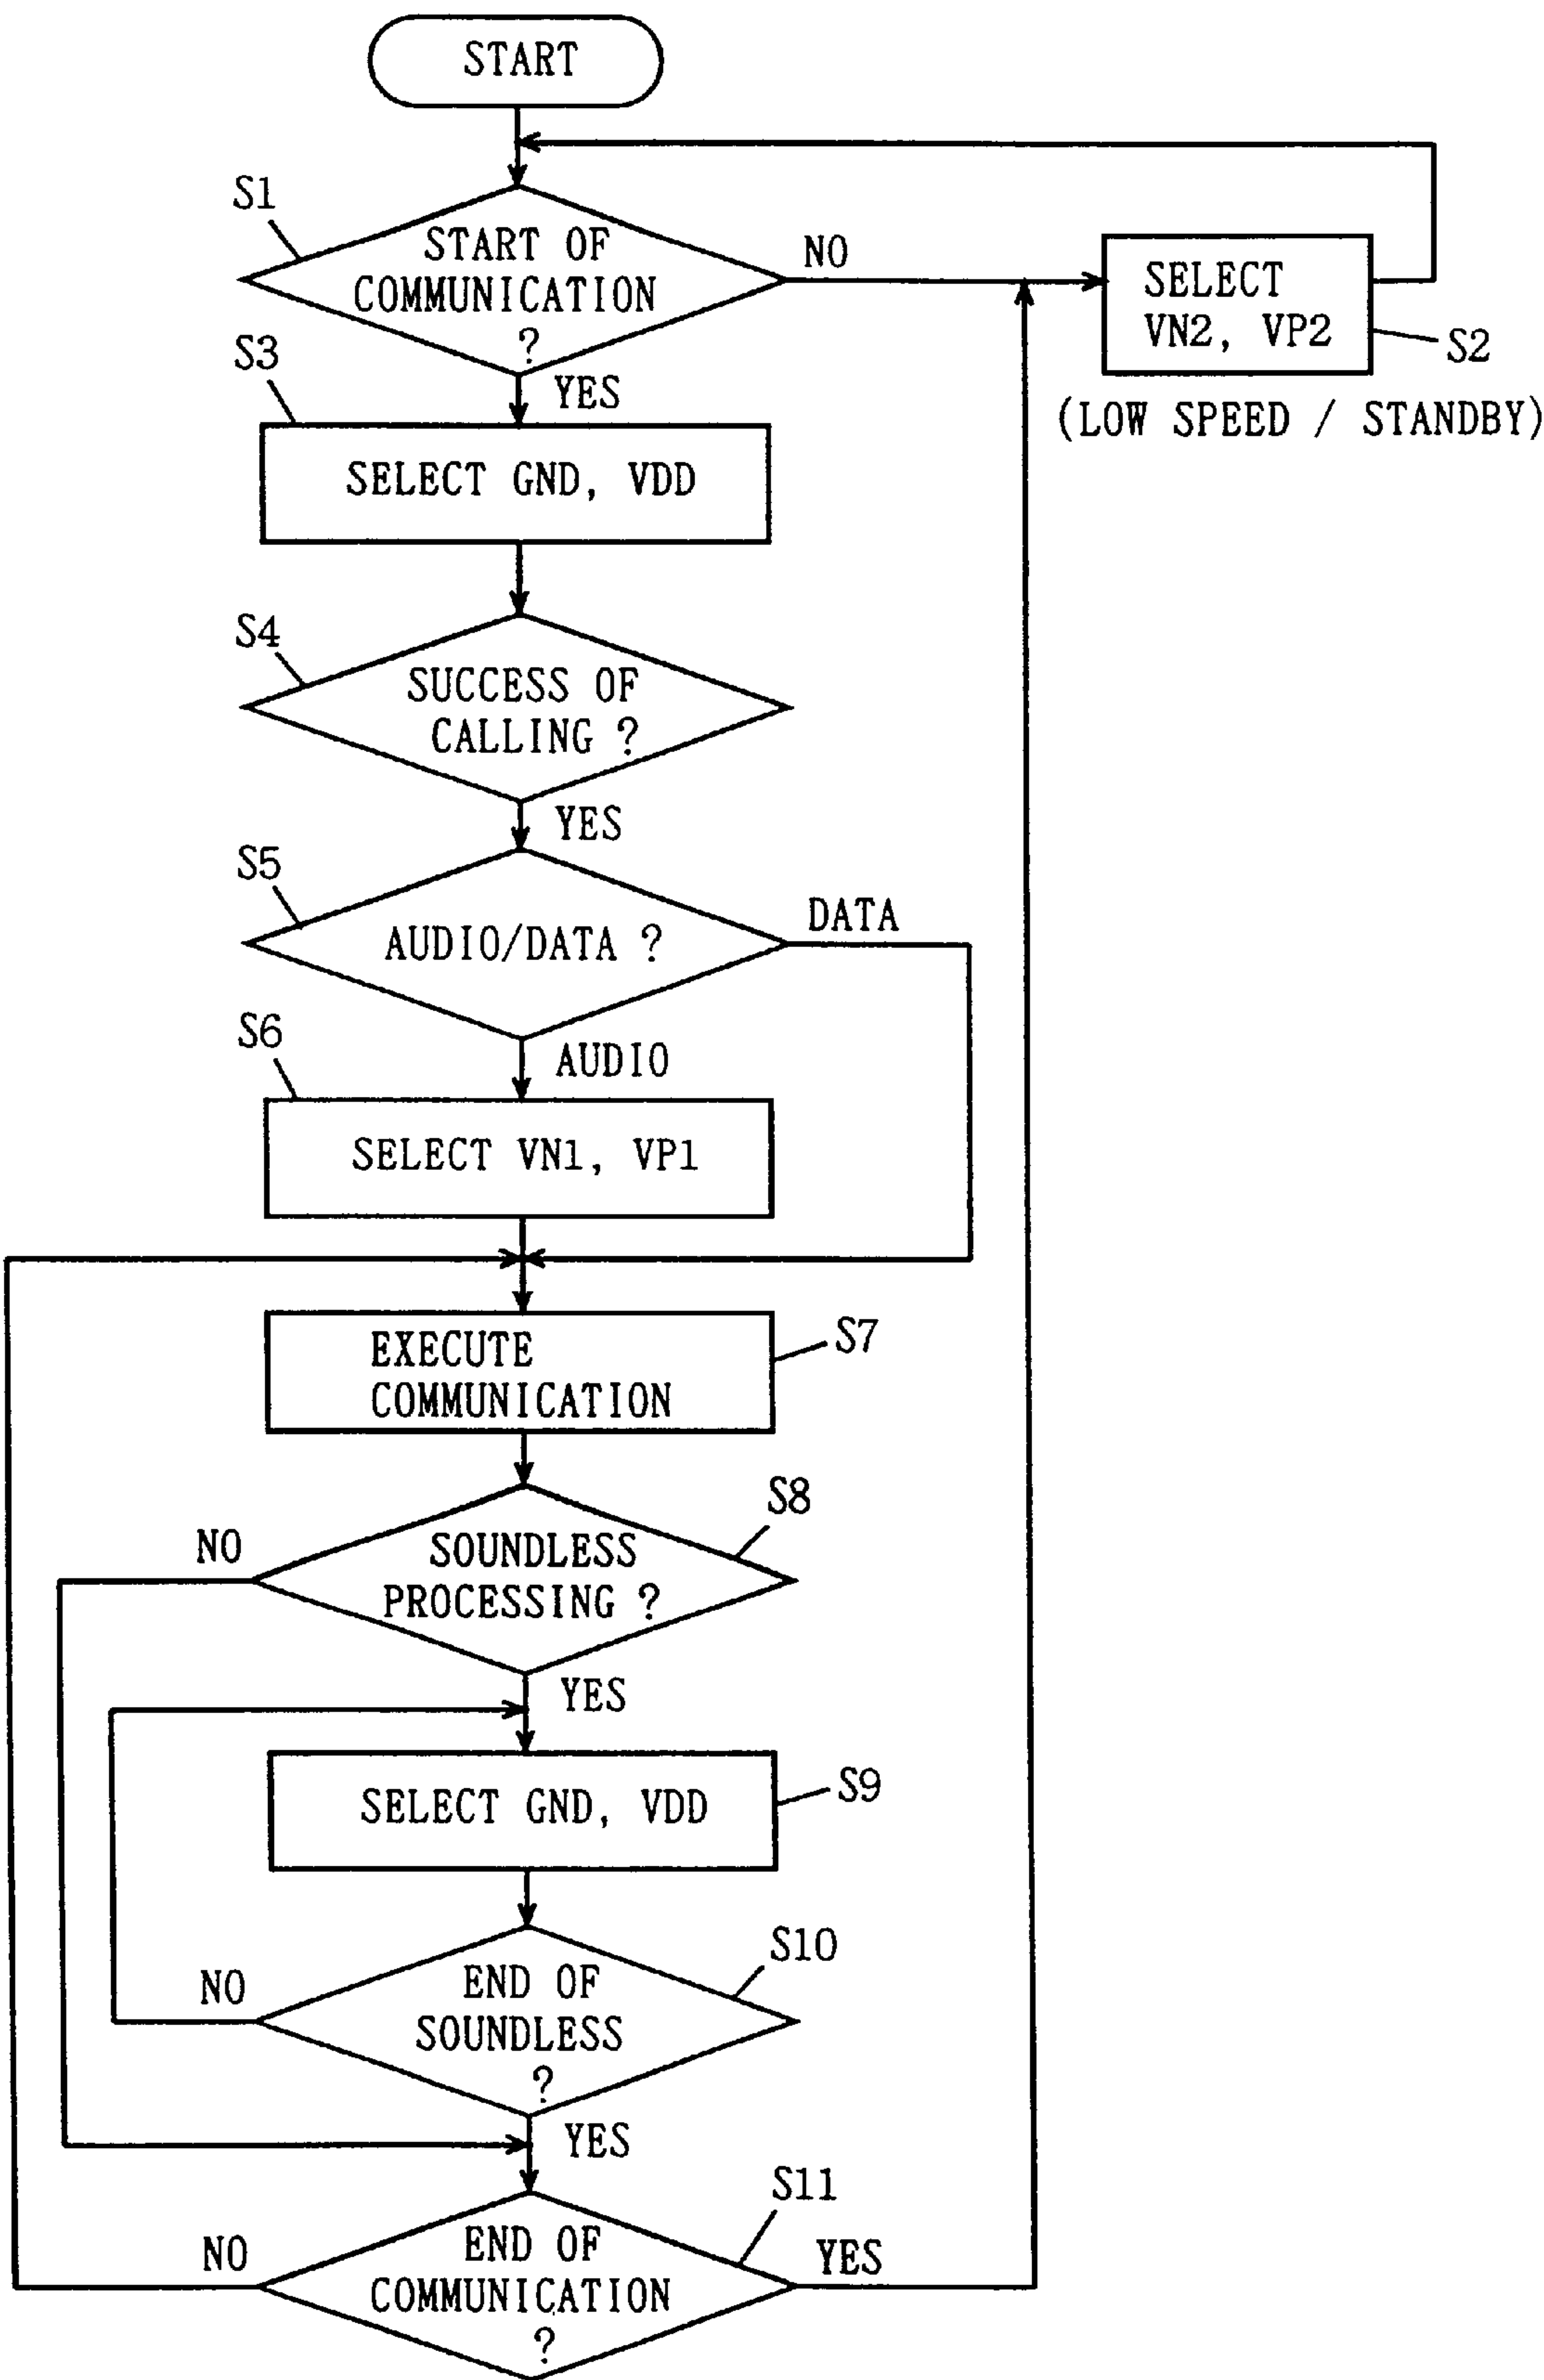 START
S1
START OF
COMMUNICATION
?
NO
SELECT
VN2, VP2
S2
(LOW SPEED / STANDBY)
YES
S3
SELECT GND, VDD
S4
SUCCESS OF
CALLING ?
YES
S5
AUDIO/DATA ?
DATA
AUDIO
S6
SELECT VN1, VP1
EXECUTE
COMMUNICATION
S7
S8
NO
SOUNDLESS
PROCESSING ?
YES
SELECT GND, VDD
S9
S10
NO
END OF
SOUNDLESS
?
YES
S11
NO
END OF
COMMUNICATION
?
YES